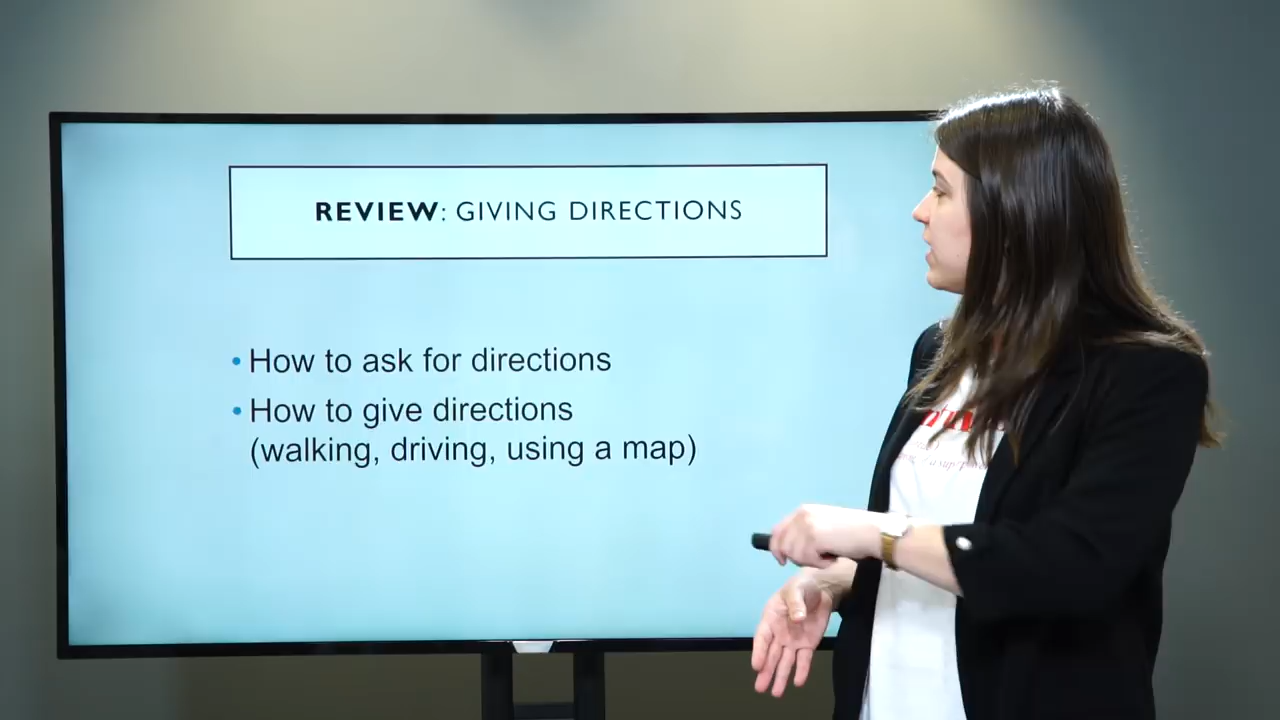 REVIEW: GIVING DIRECTIONS
• How to ask for directions
• How to give directions
(walking, driving, using a map)